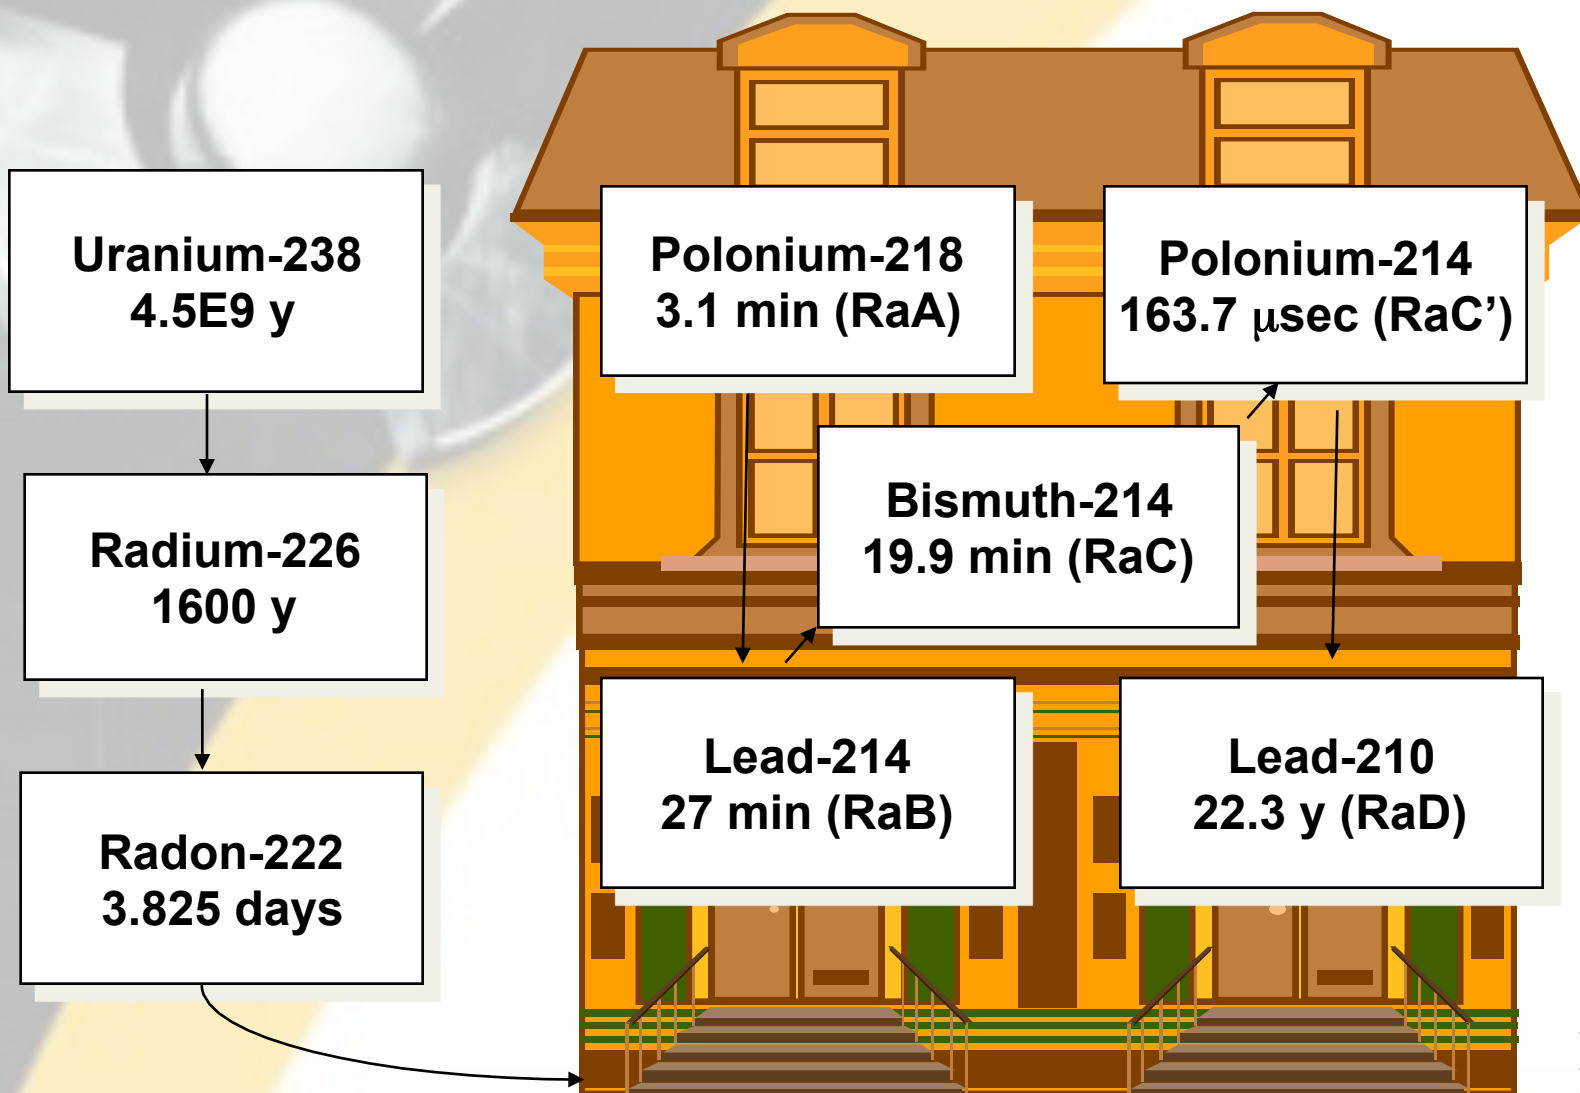 Uranium-238
4.5E9 y
Radium-226
1600 y
Radon-222
3.825 days
Polonium-218
3.1 min (RaA)
Lead-214
27 min (RaB)
Bismuth-214
19.9 min (RaC)
Polonium-214
163.7 μsec (RaC’)
Lead-210
22.3 y (RaD)